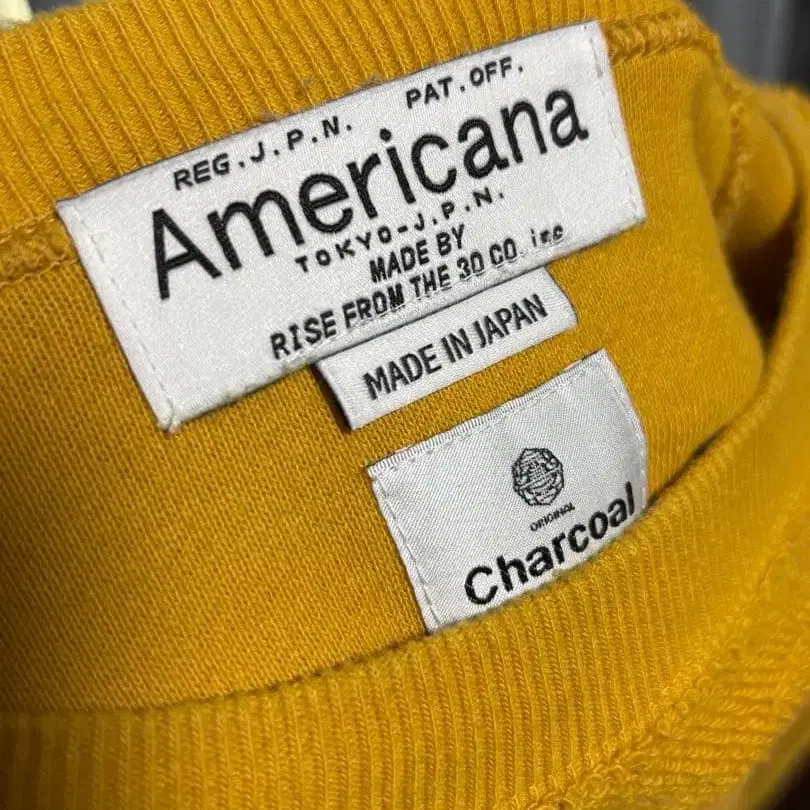 REG.J.P.N. PAT.OFF.
Americana
TOKYO-J.P.N.
MADE BY
RISE FROM THE 30 CO. inc
MADE IN JAPAN
ORIGINAL
Charcoal